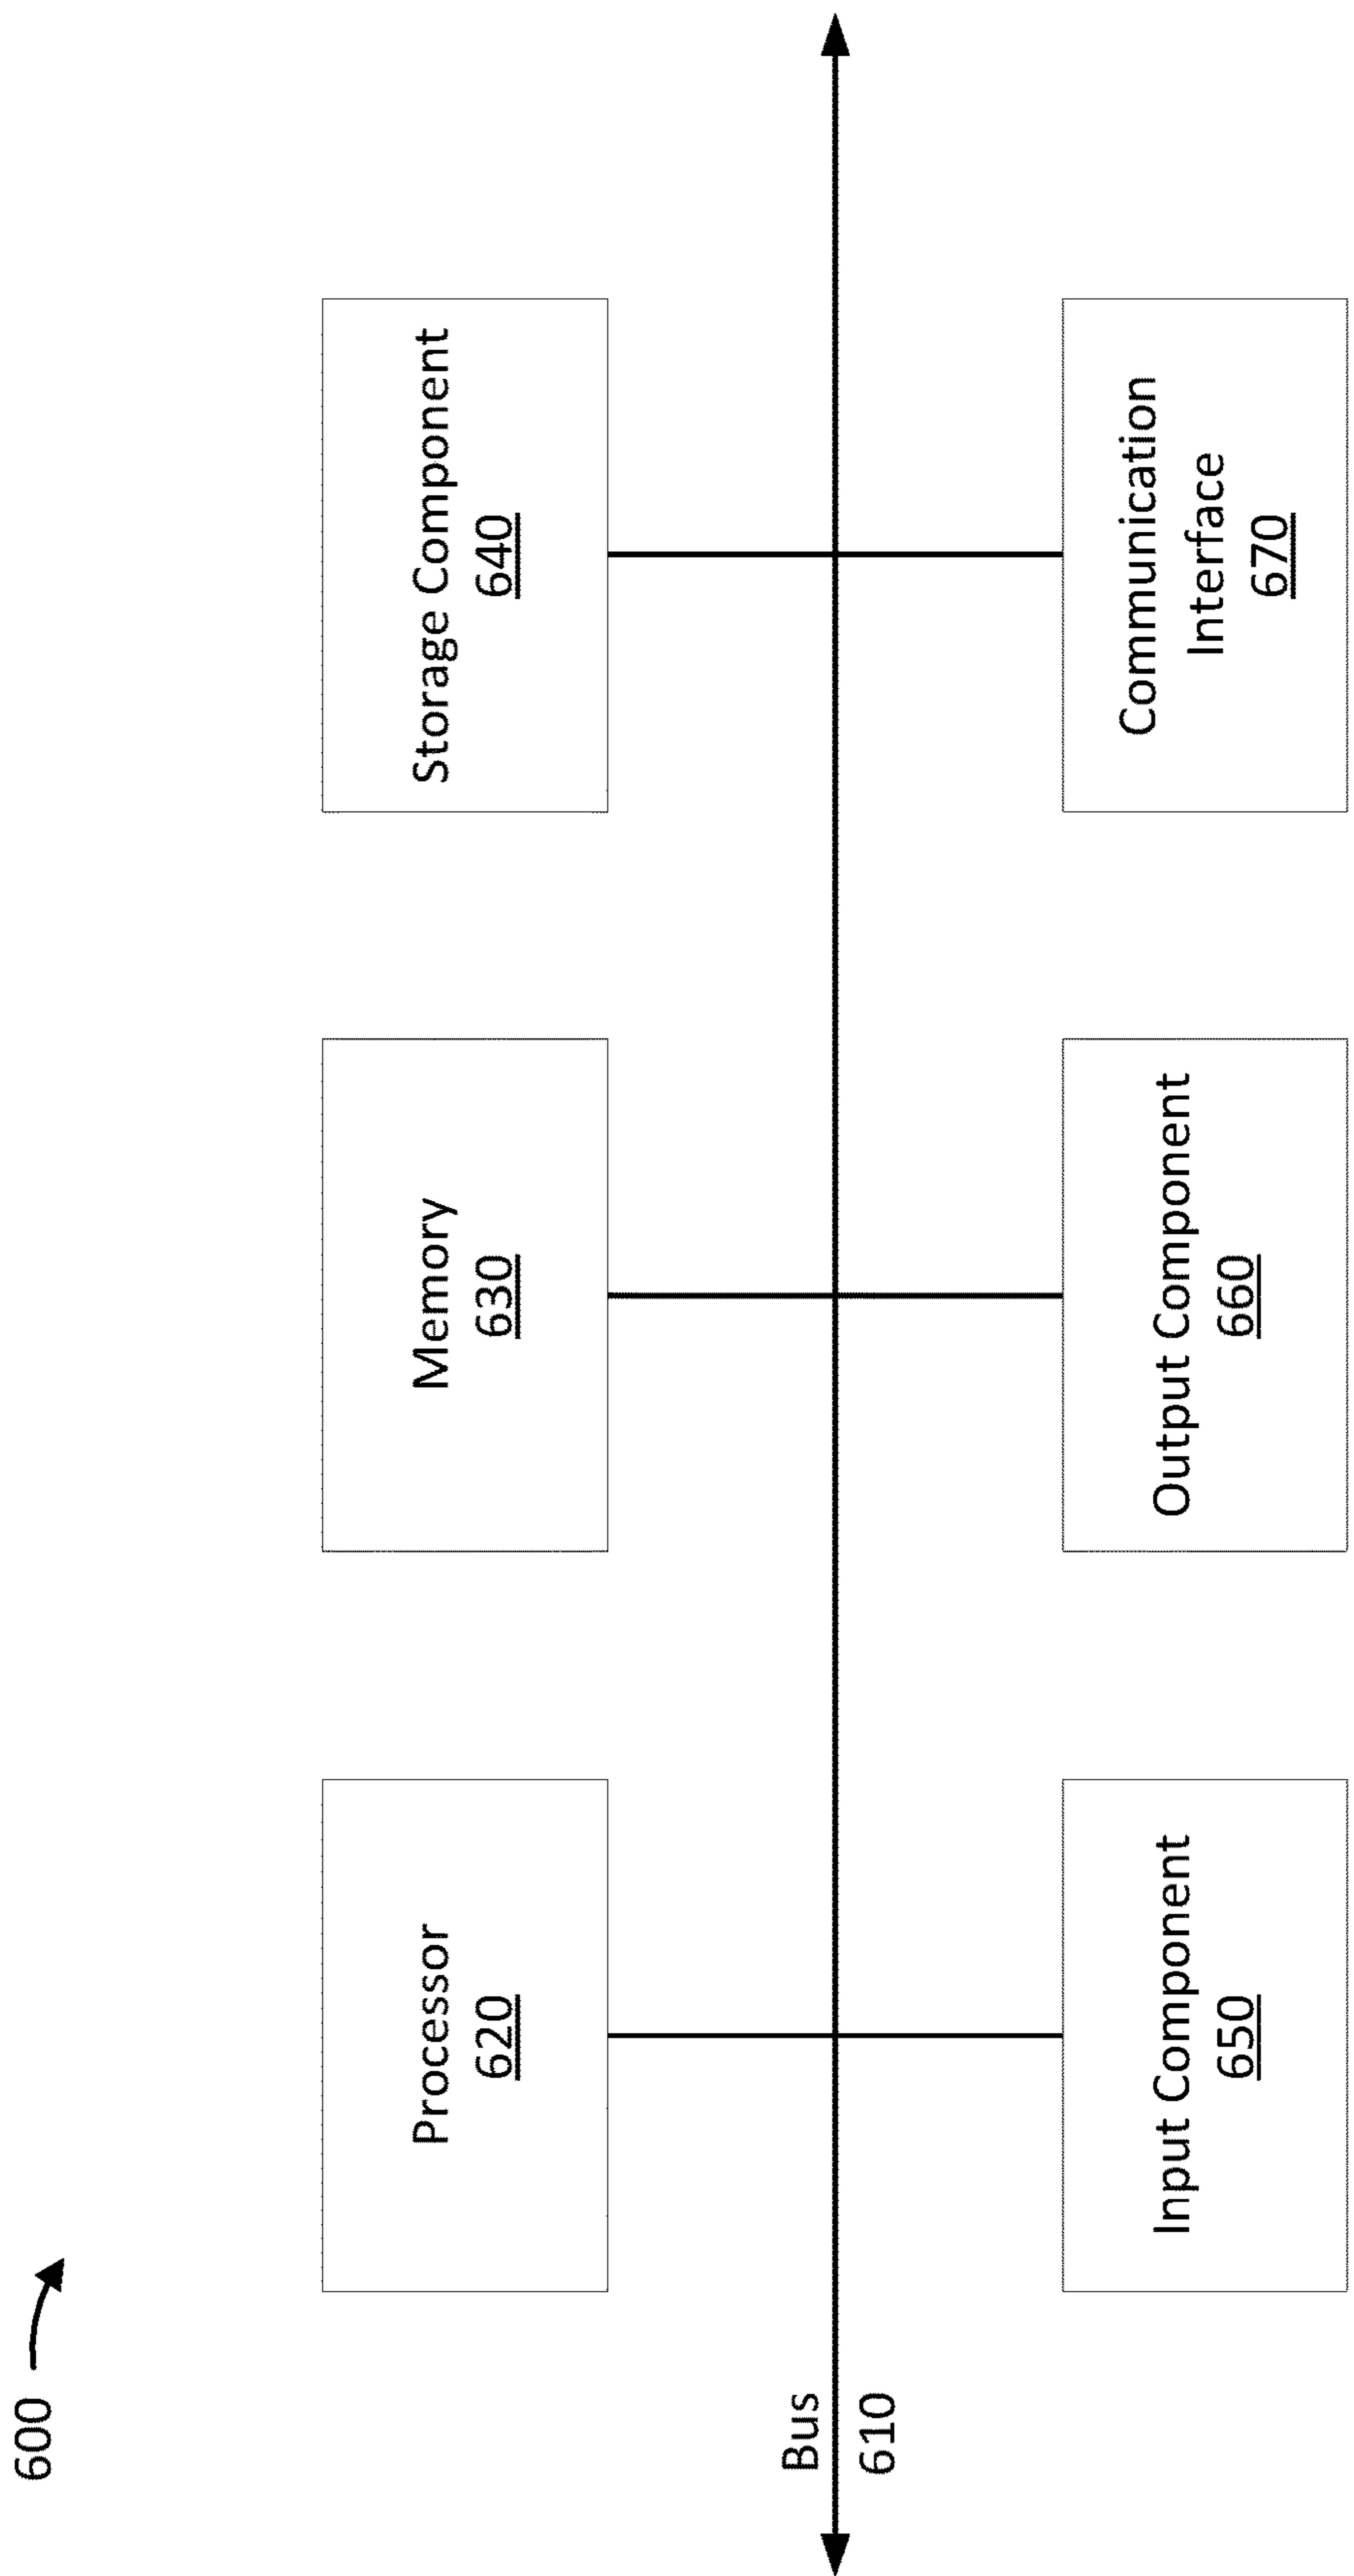 600
Processor
620
Memory
630
Storage Component
640
Bus
610
Input Component
650
Output Component
660
Communication
Interface
670